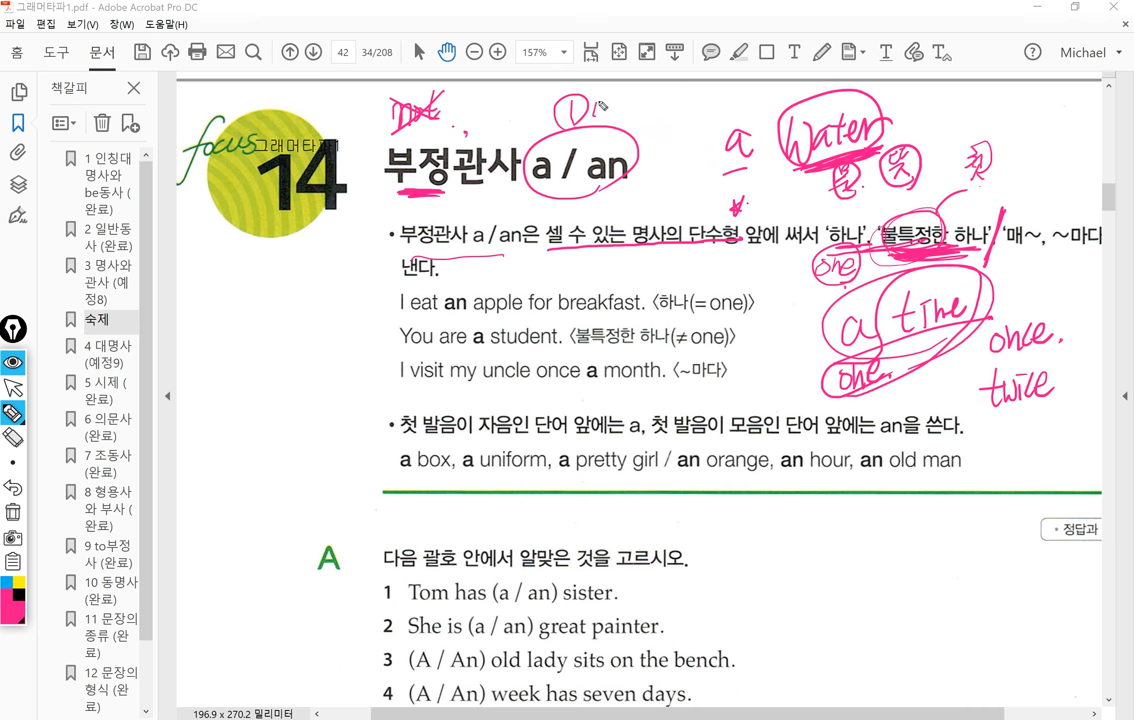 그래머타파1.pdf - Adobe Acrobat Pro DC
파일 편집 보기(V) 창(W) 도움말(H)
홈 도구 문서 42 34/208 157% Michael
책갈피
1 인칭대
명사와
be동사 (
완료)
2 일반동
사 (완료)
3 명사와
관사 (예
정8)
숙제
4 대명사
(예정9)
5 시제 (
완료)
6 의문사
(완료)
7 조동사
(완료)
8 형용사
와 부사 (
완료)
9 to부정
사 (완료)
10 동명사
(완료)
11 문장의
종류 (완
료)
12 문장의
형식 (완
료)
focus 그래머타파1
14
부정관사 a / an
a Water
물
• 부정관사 a / an은 셀 수 있는 명사의 단수형 앞에 써서 '하나', '불특정한 하나', '매～, ～마다
낸다.
one
I eat an apple for breakfast. 〈하나(= one)〉
a time
You are a student. 〈불특정한 하나(≠ one)〉
once.
I visit my uncle once a month. 〈～마다〉
one.
twice
• 첫 발음이 자음인 단어 앞에는 a, 첫 발음이 모음인 단어 앞에는 an을 쓴다.
a box, a uniform, a pretty girl / an orange, an hour, an old man
• 정답과
A 다음 괄호 안에서 알맞은 것을 고르시오.
1 Tom has (a / an) sister.
2 She is (a / an) great painter.
3 (A / An) old lady sits on the bench.
4 (A / An) week has seven days.
196.9 x 270.2 밀리미터